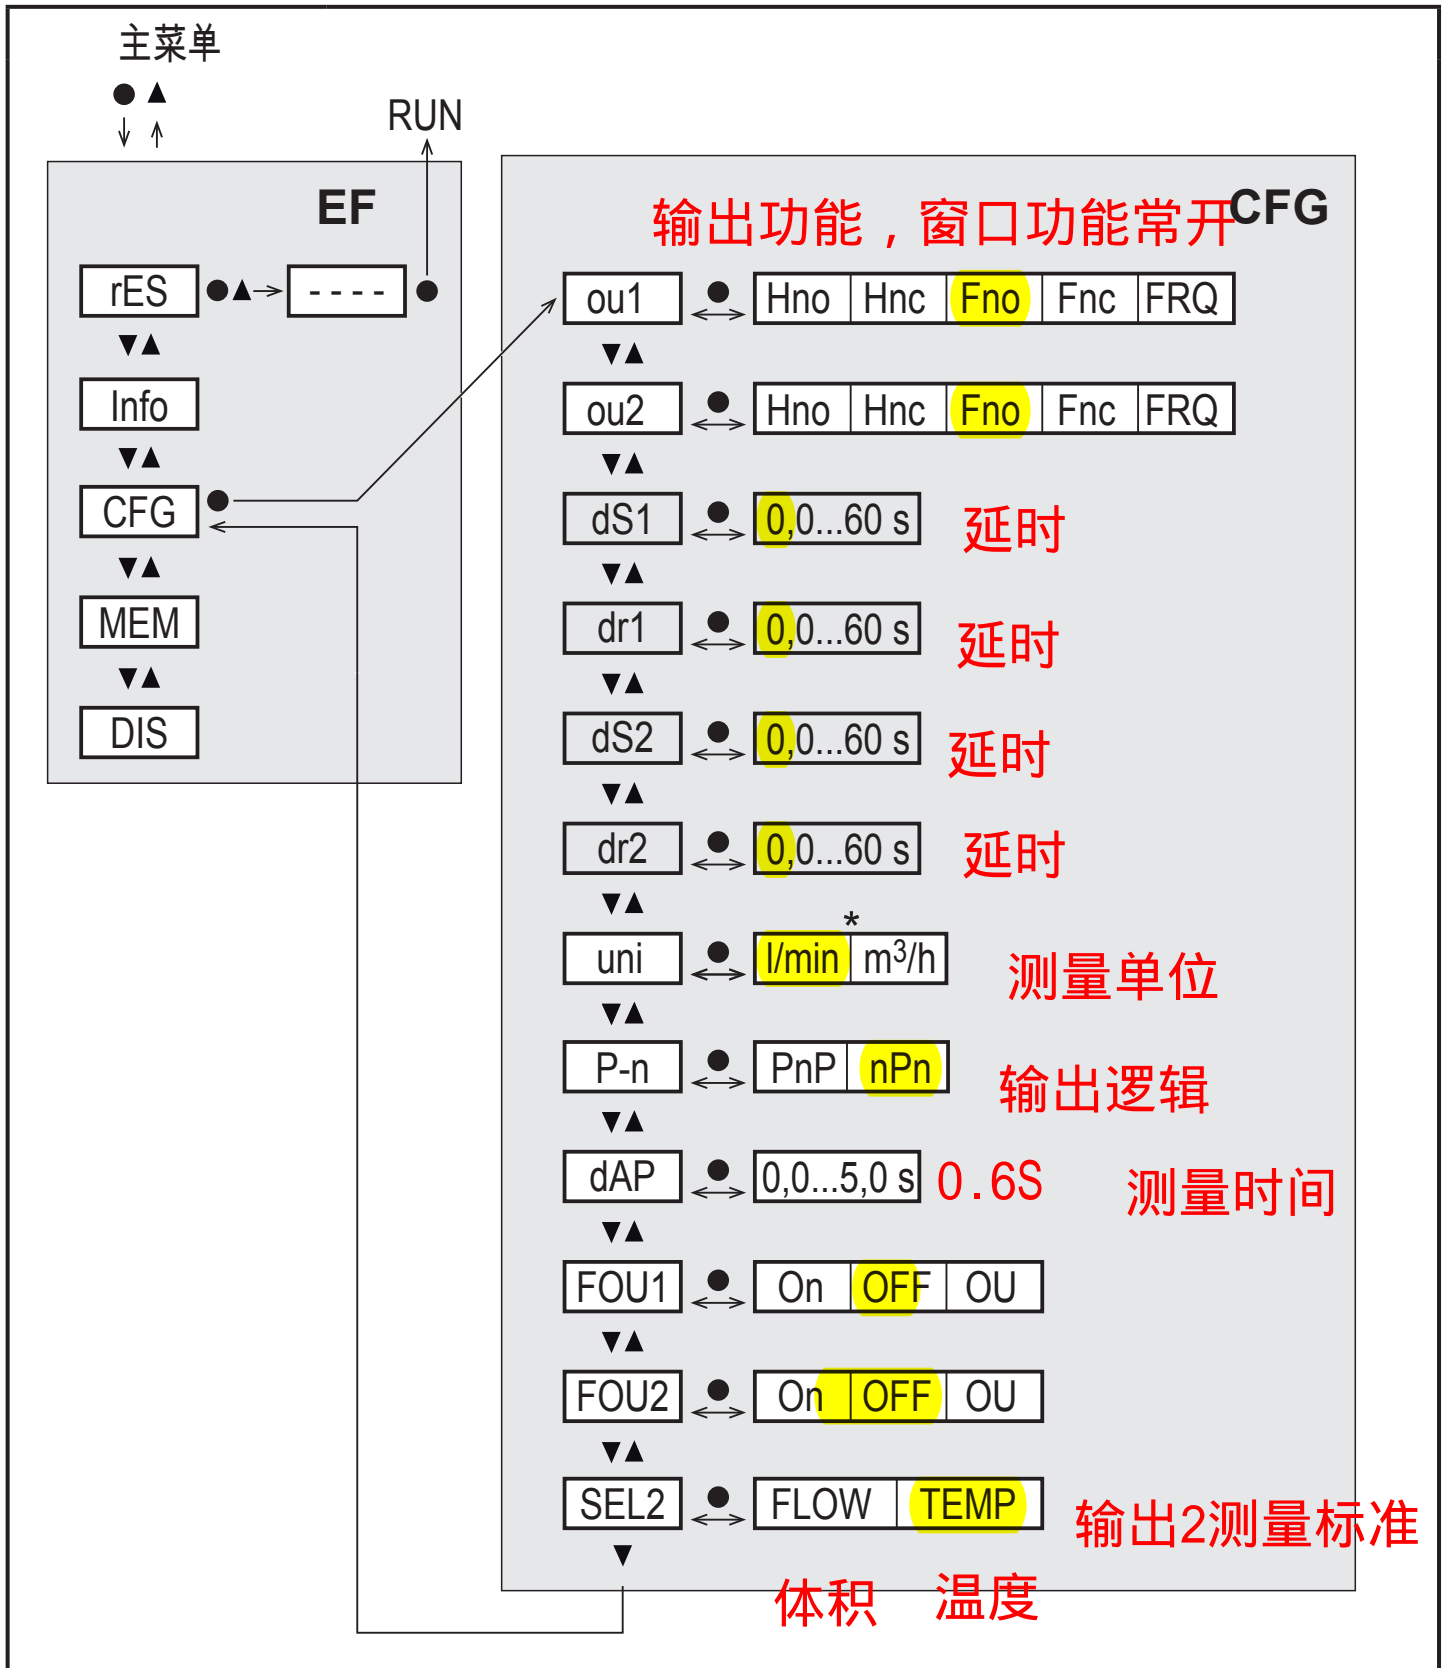 主菜单
RUN
EF
rES
- - - -
Info
CFG
MEM
DIS
输出功能，窗口功能常开 CFG
ou1 Hno Hnc Fno Fnc FRQ
ou2 Hno Hnc Fno Fnc FRQ
dS1 0,0...60 s 延时
dr1 0,0...60 s 延时
dS2 0,0...60 s 延时
dr2 0,0...60 s 延时
*
uni l/min m³/h 测量单位
P-n PnP nPn 输出逻辑
dAP 0,0...5,0 s 0.6S 测量时间
FOU1 On OFF OU
FOU2 On OFF OU
SEL2 FLOW TEMP 输出2测量标准
体积 温度